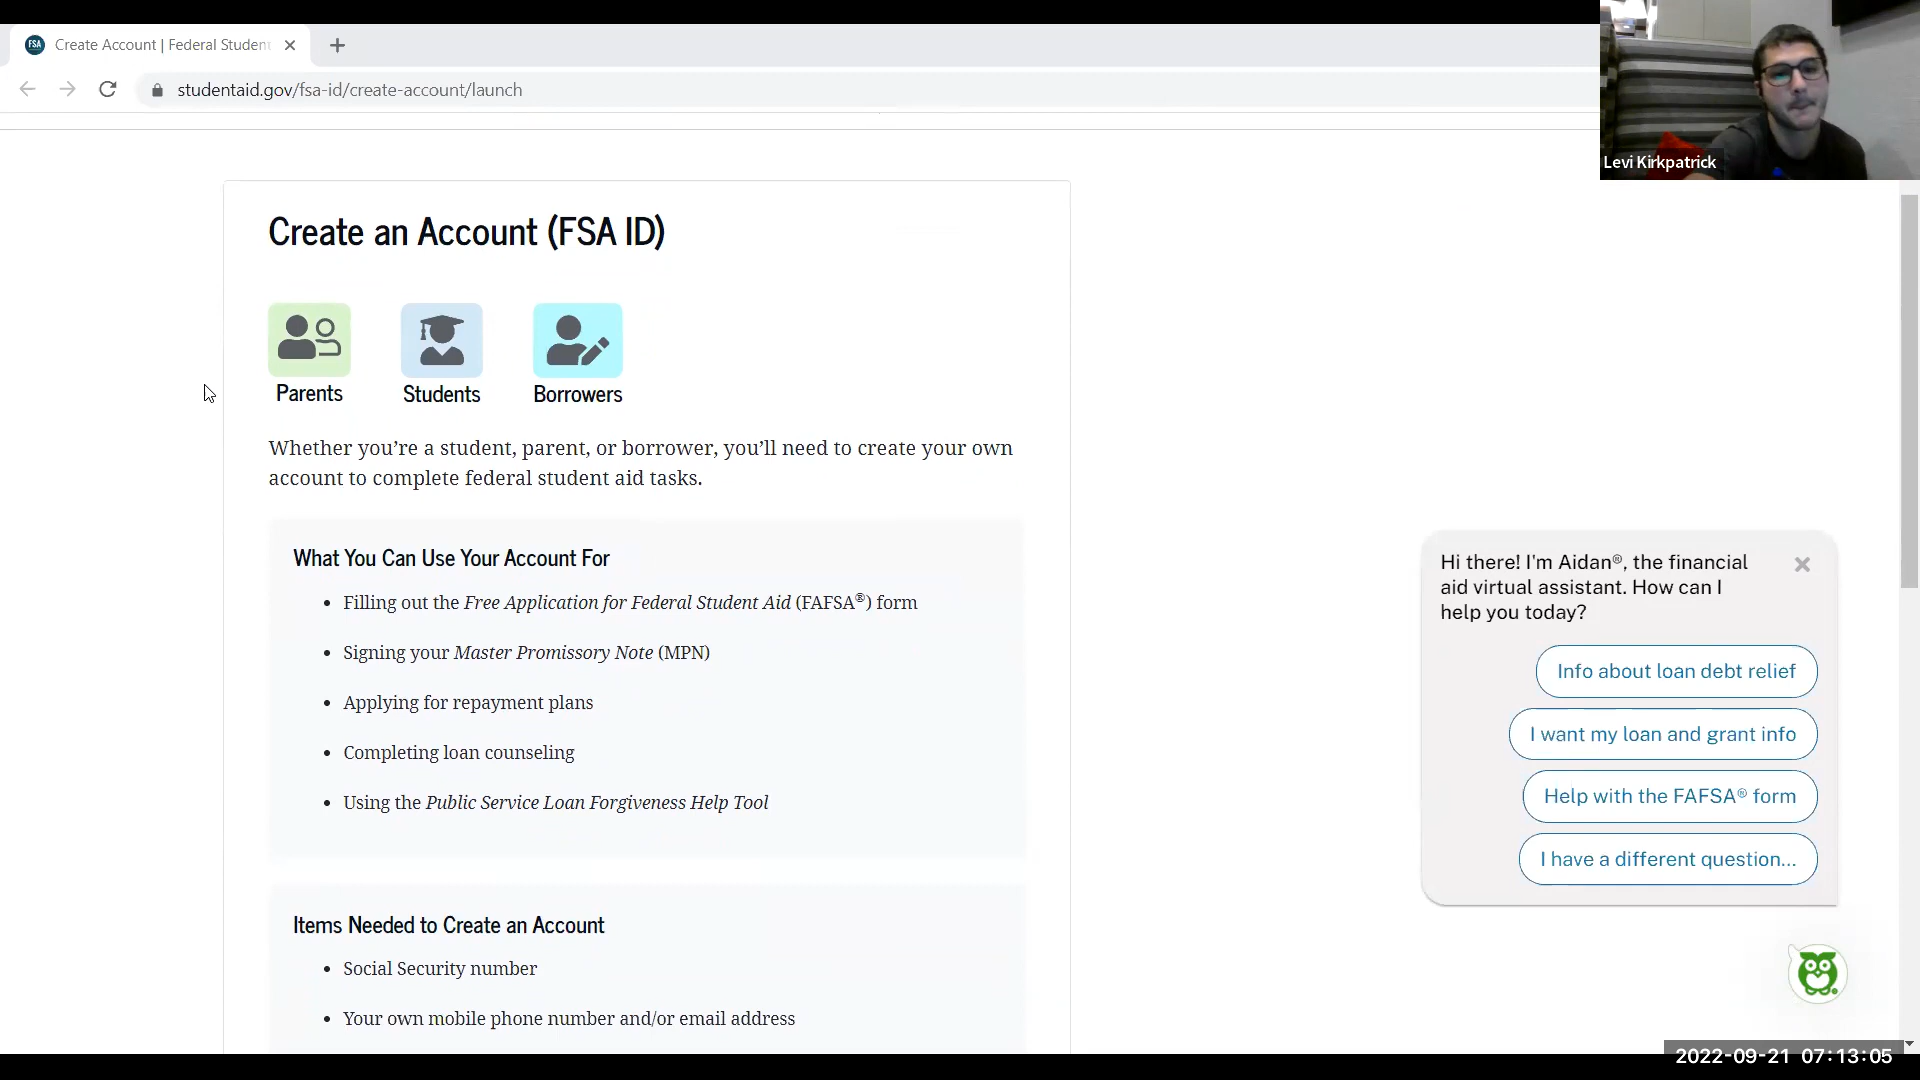 FSA
Create Account | Federal Student
studentaid.gov/fsa-id/create-account/launch
Levi Kirkpatrick
Create an Account (FSA ID)
Parents
Students
Borrowers
Whether you’re a student, parent, or borrower, you’ll need to create your own
account to complete federal student aid tasks.
What You Can Use Your Account For
• Filling out the Free Application for Federal Student Aid (FAFSA®) form
• Signing your Master Promissory Note (MPN)
• Applying for repayment plans
• Completing loan counseling
• Using the Public Service Loan Forgiveness Help Tool
Items Needed to Create an Account
• Social Security number
• Your own mobile phone number and/or email address
Hi there! I'm Aidan®, the financial
aid virtual assistant. How can I
help you today?
Info about loan debt relief
I want my loan and grant info
Help with the FAFSA® form
I have a different question...
2022-09-21 07:13:05